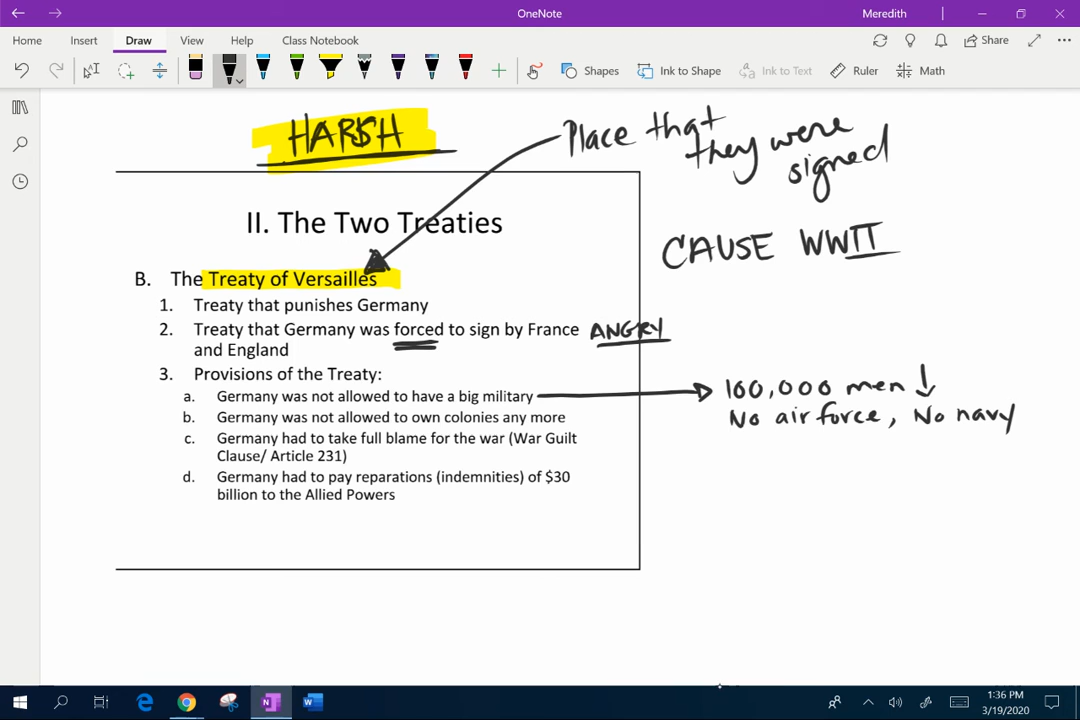 OneNote
Meredith
Home Insert Draw View Help Class Notebook
Share
Shapes Ink to Shape Ink to Text Ruler Math
HARSH
Place that
they were
signed
II. The Two Treaties
CAUSE WWII
B. The Treaty of Versailles
1. Treaty that punishes Germany
2. Treaty that Germany was forced to sign by France ANGRY
and England
3. Provisions of the Treaty:
a. Germany was not allowed to have a big military
100,000 men ↓
b. Germany was not allowed to own colonies any more
No air force, No navy
c. Germany had to take full blame for the war (War Guilt
Clause/ Article 231)
d. Germany had to pay reparations (indemnities) of $30
billion to the Allied Powers
1:36 PM
3/19/2020